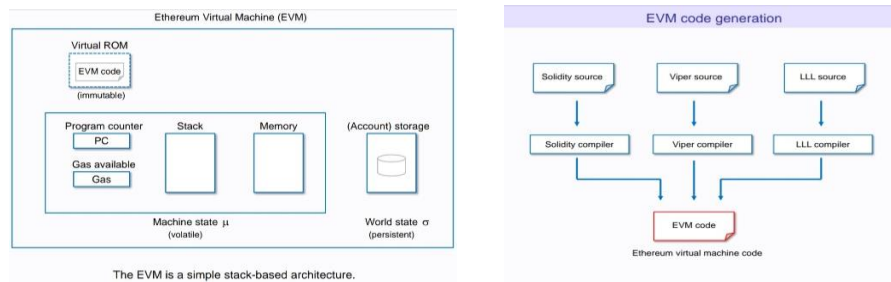 Ethereum Virtual Machine (EVM)
Virtual ROM
EVM code
(immutable)
Program counter
PC
Gas available
Gas
Stack
Memory
(Account) storage
Machine state μ
(volatile)
World state σ
(persistent)
The EVM is a simple stack-based architecture.
EVM code generation
Solidity source
Viper source
LLL source
Solidity compiler
Viper compiler
LLL compiler
EVM code
Ethereum virtual machine code